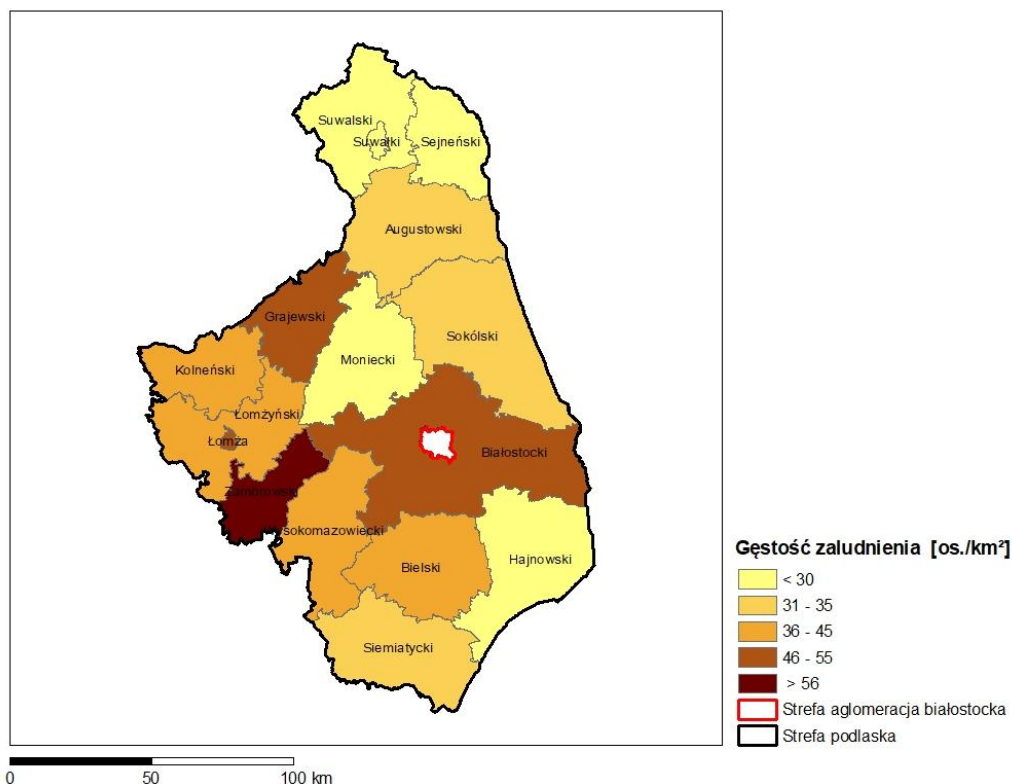 Suwalski
Suwałki
Sejneński
Augustowski
Grajewski
Sokólski
Moniecki
Kolneński
Łomżyński
Łomża
Białostocki
Zambrowski
Wysokomazowiecki
Hajnowski
Bielski
Siemiatycki
Gęstość zaludnienia [os./km²]
< 30
31 - 35
36 - 45
46 - 55
> 56
Strefa aglomeracja białostocka
Strefa podlaska
0 50 100 km